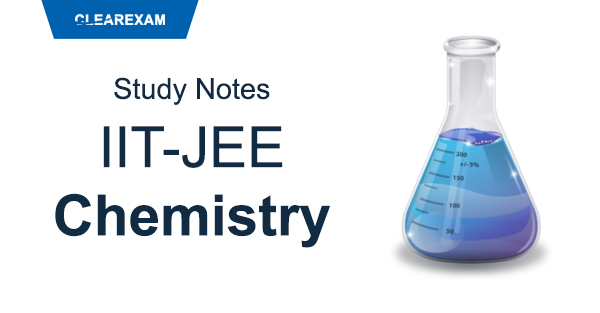 CLEAREXAM
Study Notes
IIT-JEE
Chemistry
200
+/-5%
150
100
50